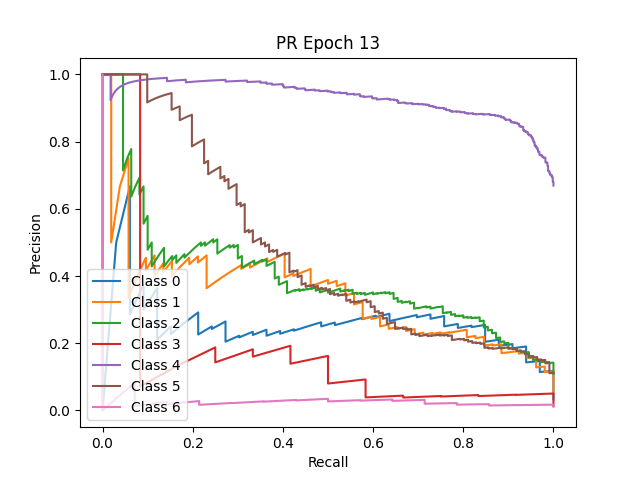 PR Epoch 13
Precision
1.0
0.8
0.6
0.4
0.2
0.0
Class 0
Class 1
Class 2
Class 3
Class 4
Class 5
Class 6
0.0 0.2 0.4 0.6 0.8 1.0
Recall